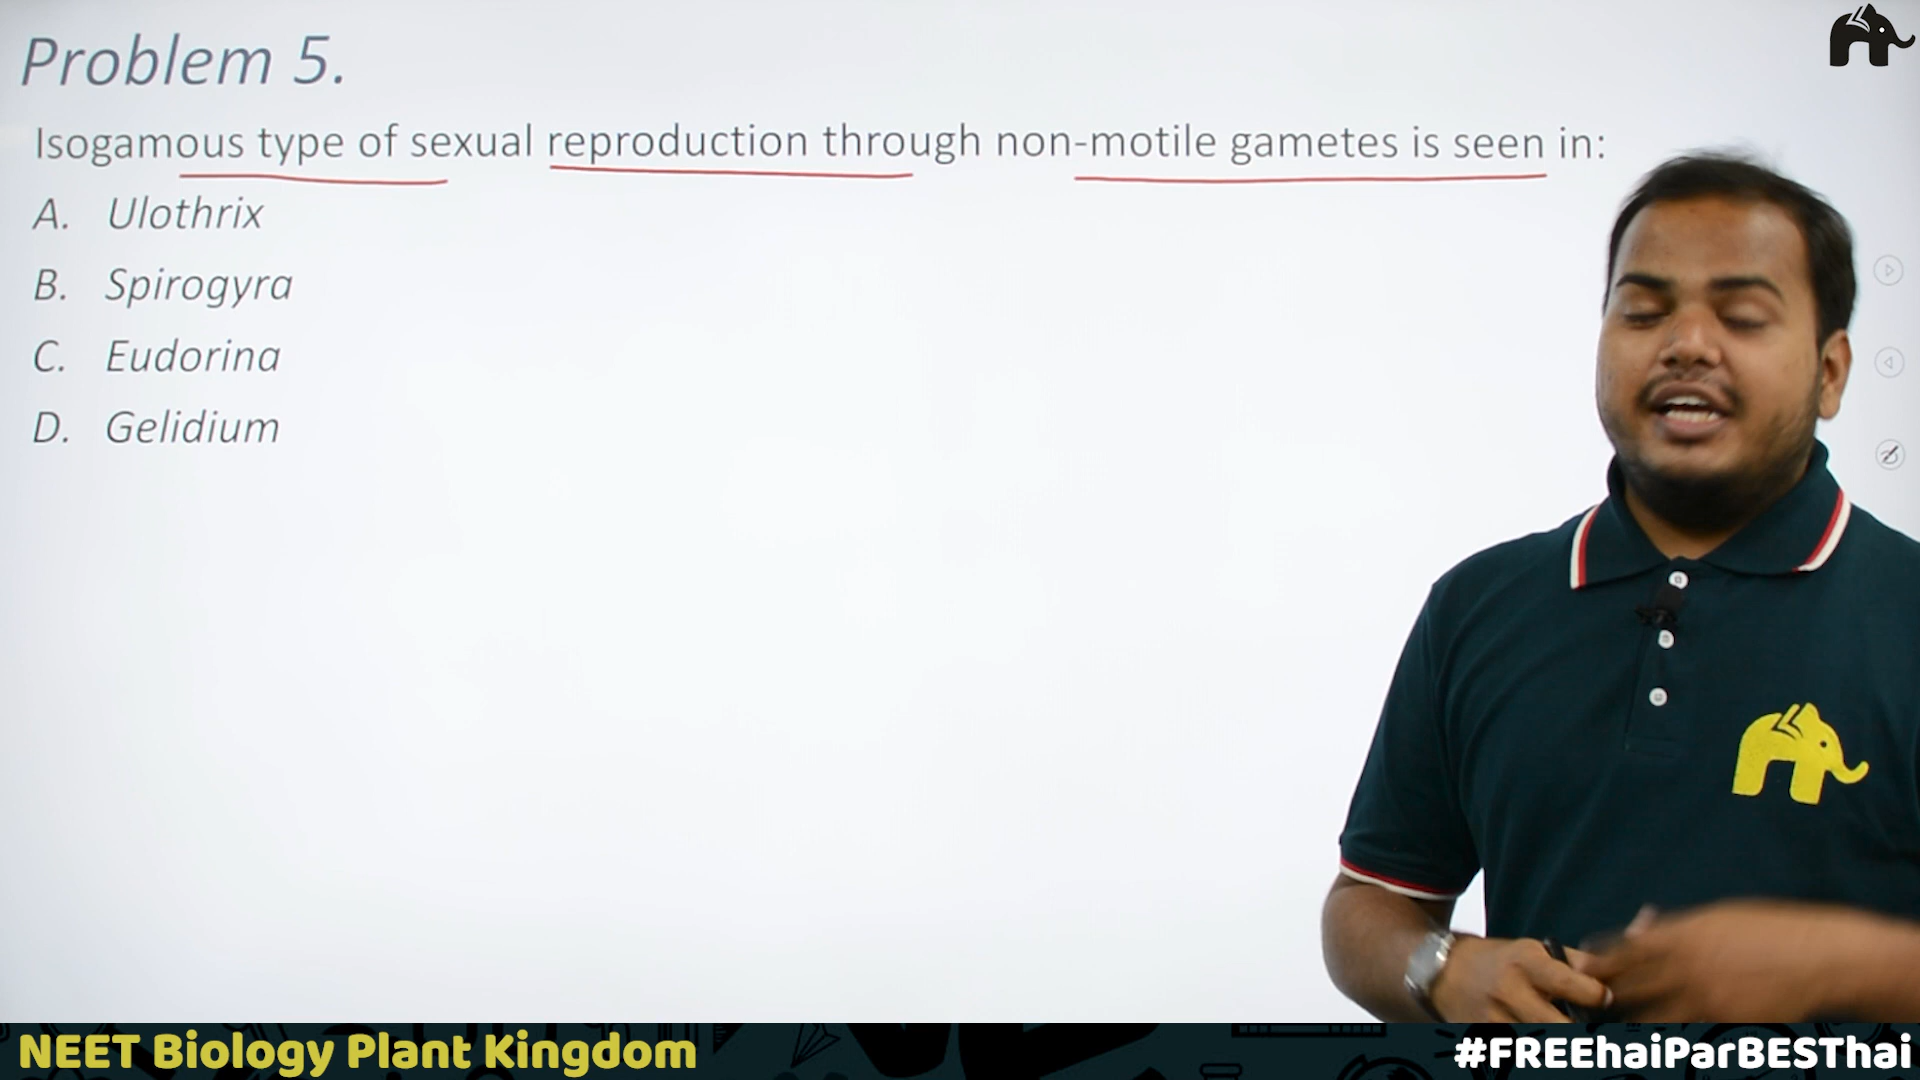 Problem 5.
Isogamous type of sexual reproduction through non-motile gametes is seen in:
A. Ulothrix
B. Spirogyra
C. Eudorina
D. Gelidium
NEET Biology Plant Kingdom
#FREEhaiParBESThai